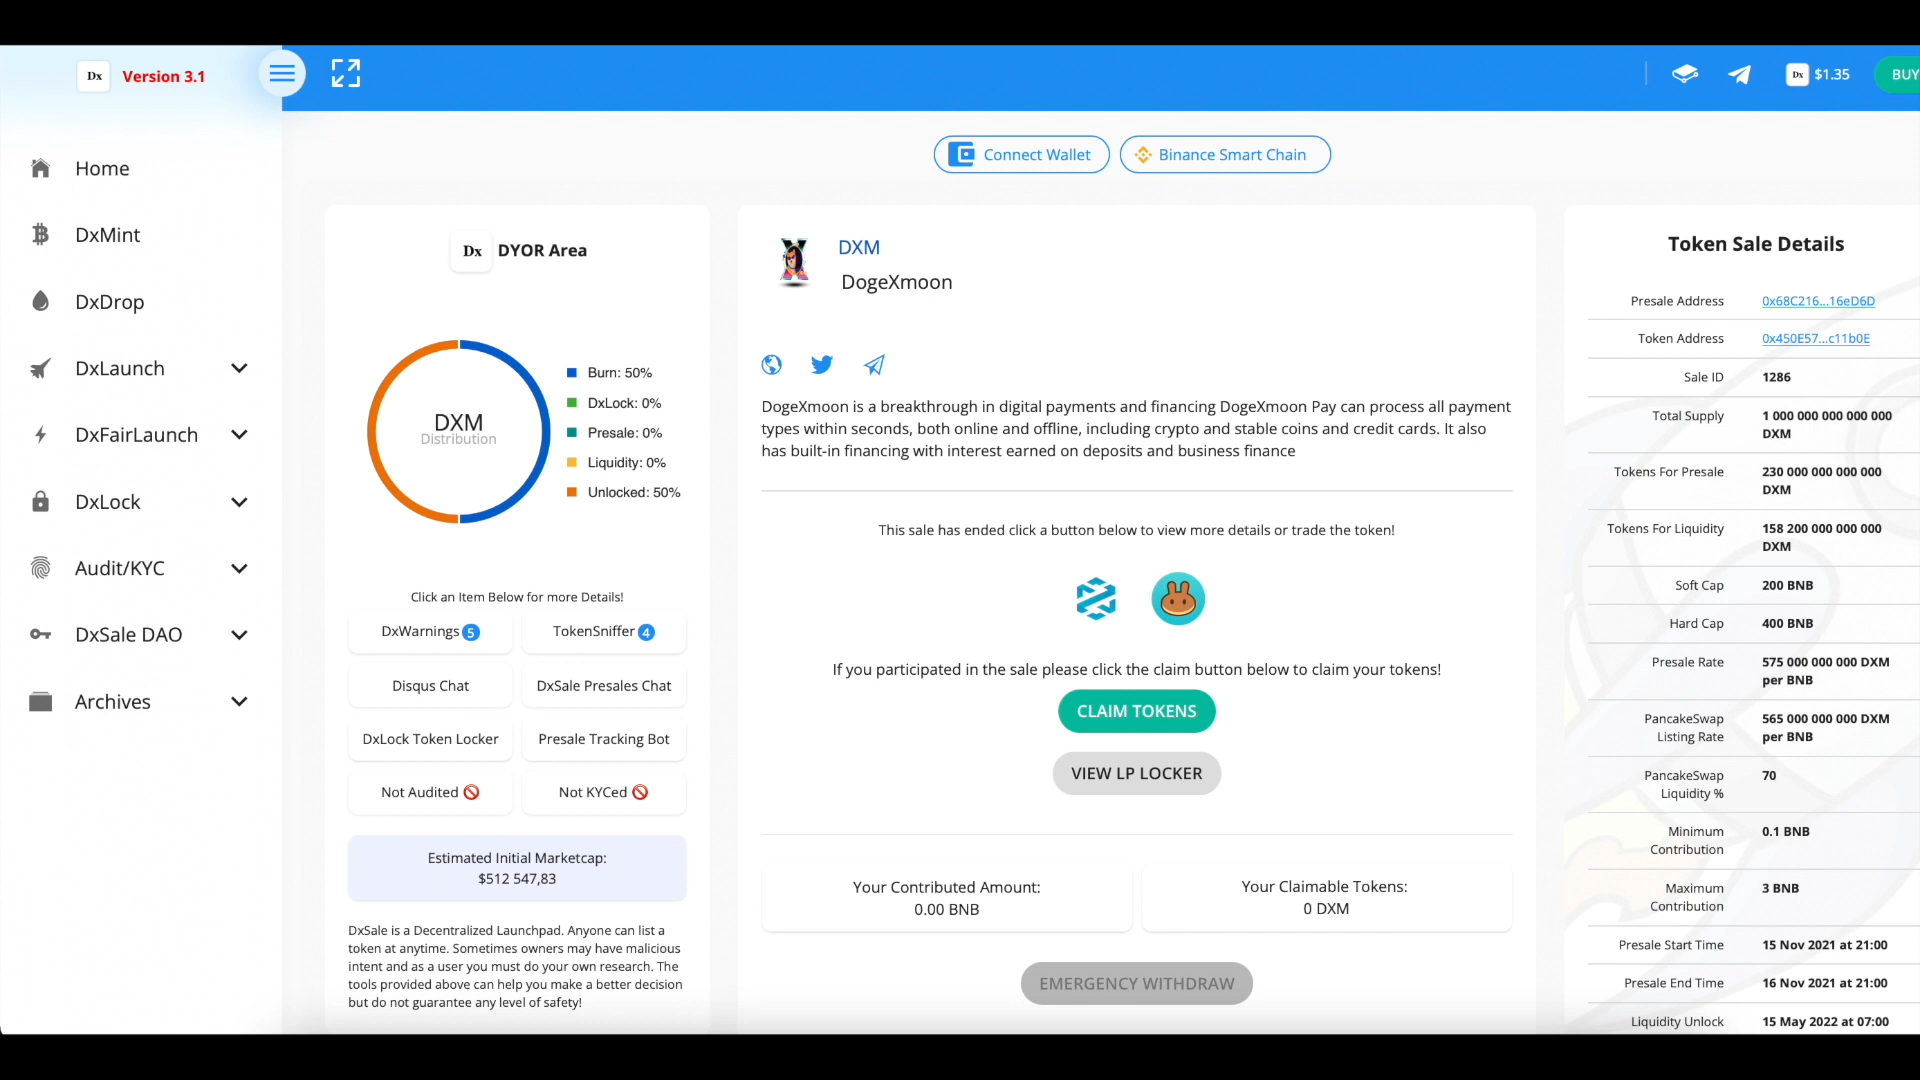 Dx Version 3.1
Dx $1.35
BUY
Connect Wallet
Binance Smart Chain
Home
DxMint
DxDrop
DxLaunch
DxFairLaunch
DxLock
Audit/KYC
DxSale DAO
Archives
Dx DYOR Area
DXM
Distribution
Burn: 50%
DxLock: 0%
Presale: 0%
Liquidity: 0%
Unlocked: 50%
Click an Item Below for more Details!
DxWarnings 5
TokenSniffer 4
Disqus Chat
DxSale Presales Chat
DxLock Token Locker
Presale Tracking Bot
Not Audited
Not KYCed
Estimated Initial Marketcap:
$512 547,83
DxSale is a Decentralized Launchpad. Anyone can list a
token at anytime. Sometimes owners may have malicious
intent and as a user you must do your own research. The
tools provided above can help you make a better decision
but do not guarantee any level of safety!
DXM
DogeXmoon
DogeXmoon is a breakthrough in digital payments and financing DogeXmoon Pay can process all payment
types within seconds, both online and offline, including crypto and stable coins and credit cards. It also
has built-in financing with interest earned on deposits and business finance
This sale has ended click a button below to view more details or trade the token!
If you participated in the sale please click the claim button below to claim your tokens!
CLAIM TOKENS
VIEW LP LOCKER
Your Contributed Amount:
0.00 BNB
Your Claimable Tokens:
0 DXM
EMERGENCY WITHDRAW
Token Sale Details
Presale Address 0x68C216...16eD6D
Token Address 0x450E57...c11b0E
Sale ID 1286
Total Supply 1 000 000 000 000 000
DXM
Tokens For Presale 230 000 000 000 000
DXM
Tokens For Liquidity 158 200 000 000 000
DXM
Soft Cap 200 BNB
Hard Cap 400 BNB
Presale Rate 575 000 000 000 DXM
per BNB
PancakeSwap 565 000 000 000 DXM
Listing Rate per BNB
PancakeSwap 70
Liquidity %
Minimum 0.1 BNB
Contribution
Maximum 3 BNB
Contribution
Presale Start Time 15 Nov 2021 at 21:00
Presale End Time 16 Nov 2021 at 21:00
Liquidity Unlock 15 May 2022 at 07:00